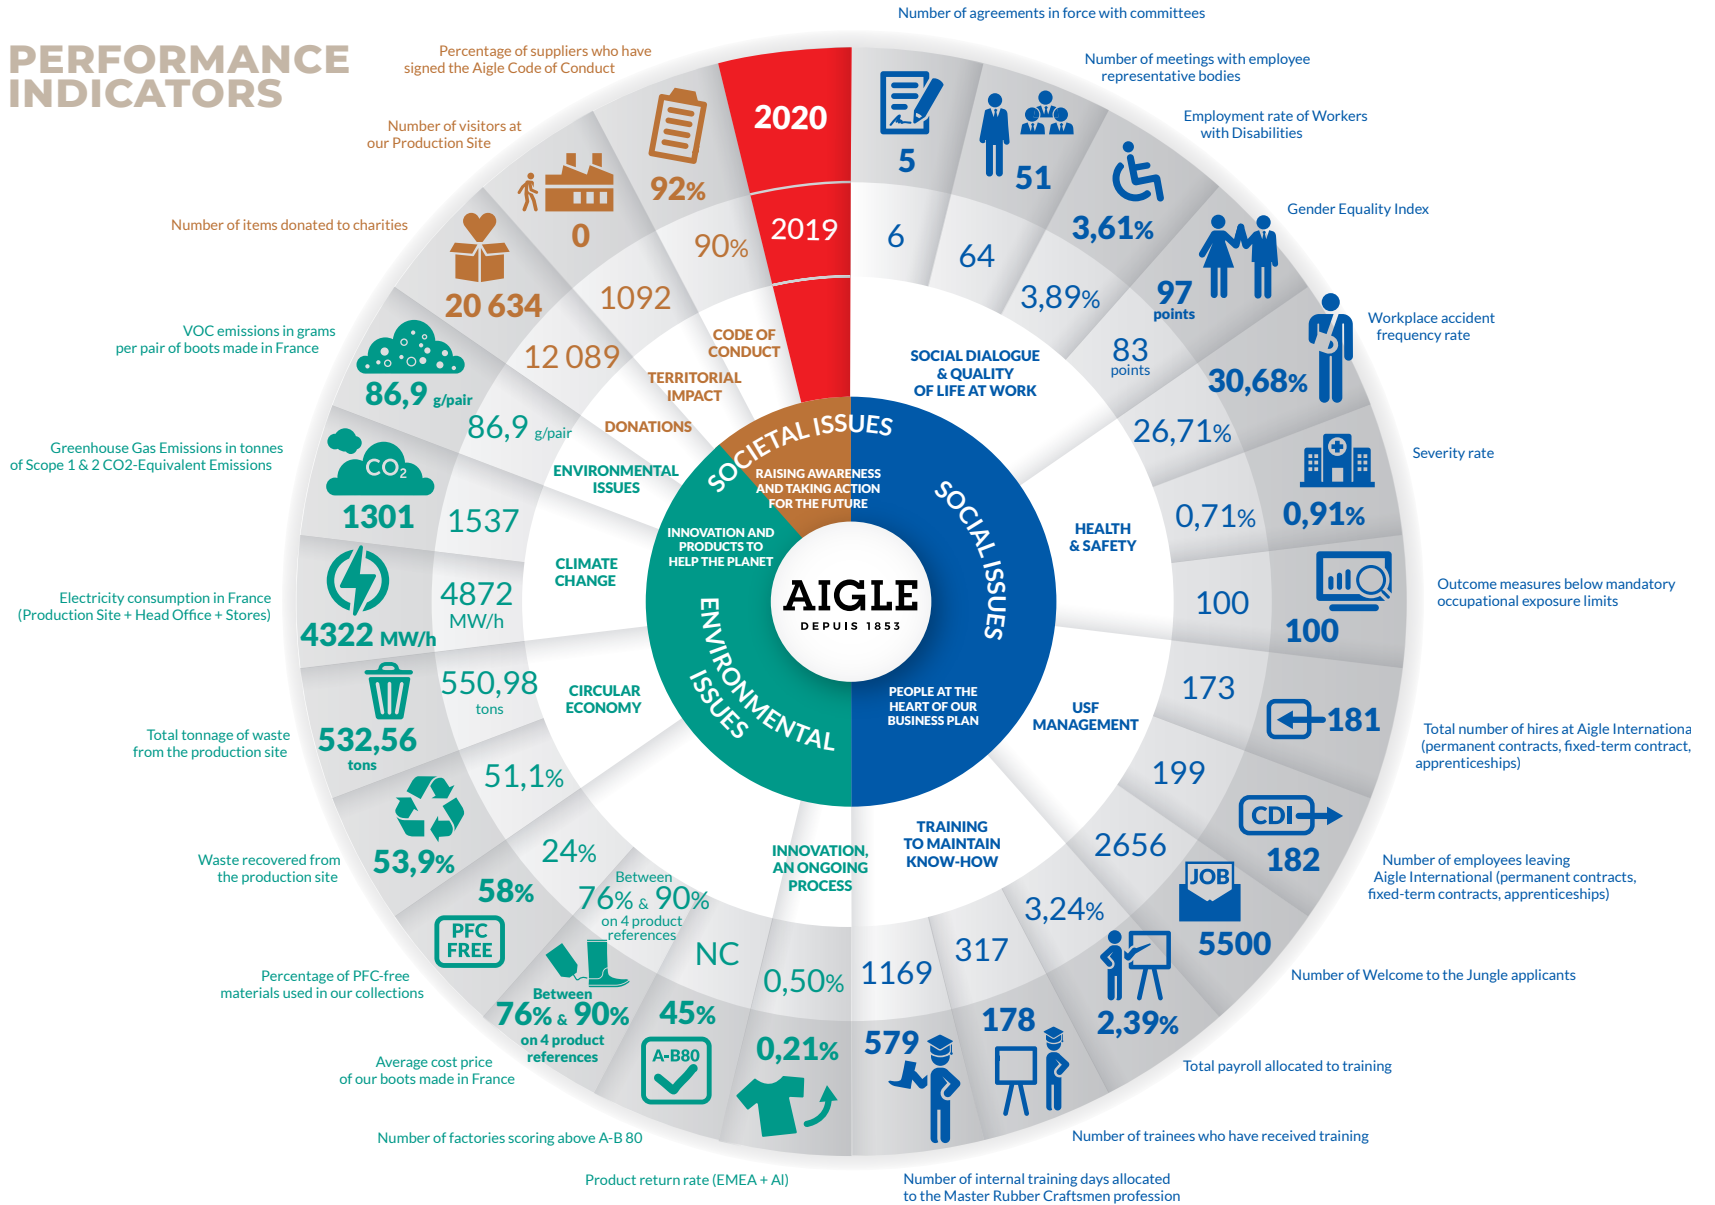 PERFORMANCE
INDICATORS
2020
2019
Number of agreements in force with committees
5
6
Number of meetings with employee
representative bodies
51
64
Employment rate of Workers
with Disabilities
3,61%
3,89%
Gender Equality Index
97
points
83
points
SOCIAL DIALOGUE
& QUALITY
OF LIFE AT WORK
Workplace accident
frequency rate
30,68%
26,71%
Severity rate
0,91%
0,71%
Outcome measures below mandatory
occupational exposure limits
100
100
HEALTH
& SAFETY
Total number of hires at Aigle Internationa
(permanent contracts, fixed-term contract,
apprenticeships)
181
173
CDI
182
199
Number of employees leaving
Aigle International (permanent contracts,
fixed-term contracts, apprenticeships)
JOB
5500
2656
Number of Welcome to the Jungle applicants
USF
MANAGEMENT
2,39%
3,24%
Total payroll allocated to training
178
317
Number of trainees who have received training
579
1169
Number of internal training days allocated
to the Master Rubber Craftsmen profession
TRAINING
TO MAINTAIN
KNOW-HOW
SOCIAL ISSUES
PEOPLE AT THE
HEART OF OUR
BUSINESS PLAN
INNOVATION,
AN ONGOING
PROCESS
0,50%
0,21%
Product return rate (EMEA + AI)
NC
45%
A-B80
Number of factories scoring above A-B 80
Between
76% & 90%
on 4 product
references
Between
76% & 90%
on 4 product
references
Average cost price
of our boots made in France
24%
58%
PFC
FREE
Percentage of PFC-free
materials used in our collections
51,1%
53,9%
Waste recovered from
the production site
550,98
tons
532,56
tons
Total tonnage of waste
from the production site
CIRCULAR
ECONOMY
4872
MW/h
4322 MW/h
Electricity consumption in France
(Production Site + Head Office + Stores)
1537
CO2
1301
Greenhouse Gas Emissions in tonnes
of Scope 1 & 2 CO2-Equivalent Emissions
CLIMATE
CHANGE
86,9 g/pair
86,9 g/pair
VOC emissions in grams
per pair of boots made in France
ENVIRONMENTAL
ISSUES
ENVIRONMENTAL
ISSUES
INNOVATION AND
PRODUCTS TO
HELP THE PLANET
DONATIONS
12 089
20 634
Number of items donated to charities
TERRITORIAL
IMPACT
1092
0
Number of visitors at
our Production Site
CODE OF
CONDUCT
90%
92%
Percentage of suppliers who have
signed the Aigle Code of Conduct
SOCIETAL ISSUES
RAISING AWARENESS
AND TAKING ACTION
FOR THE FUTURE
AIGLE
DEPUIS 1853